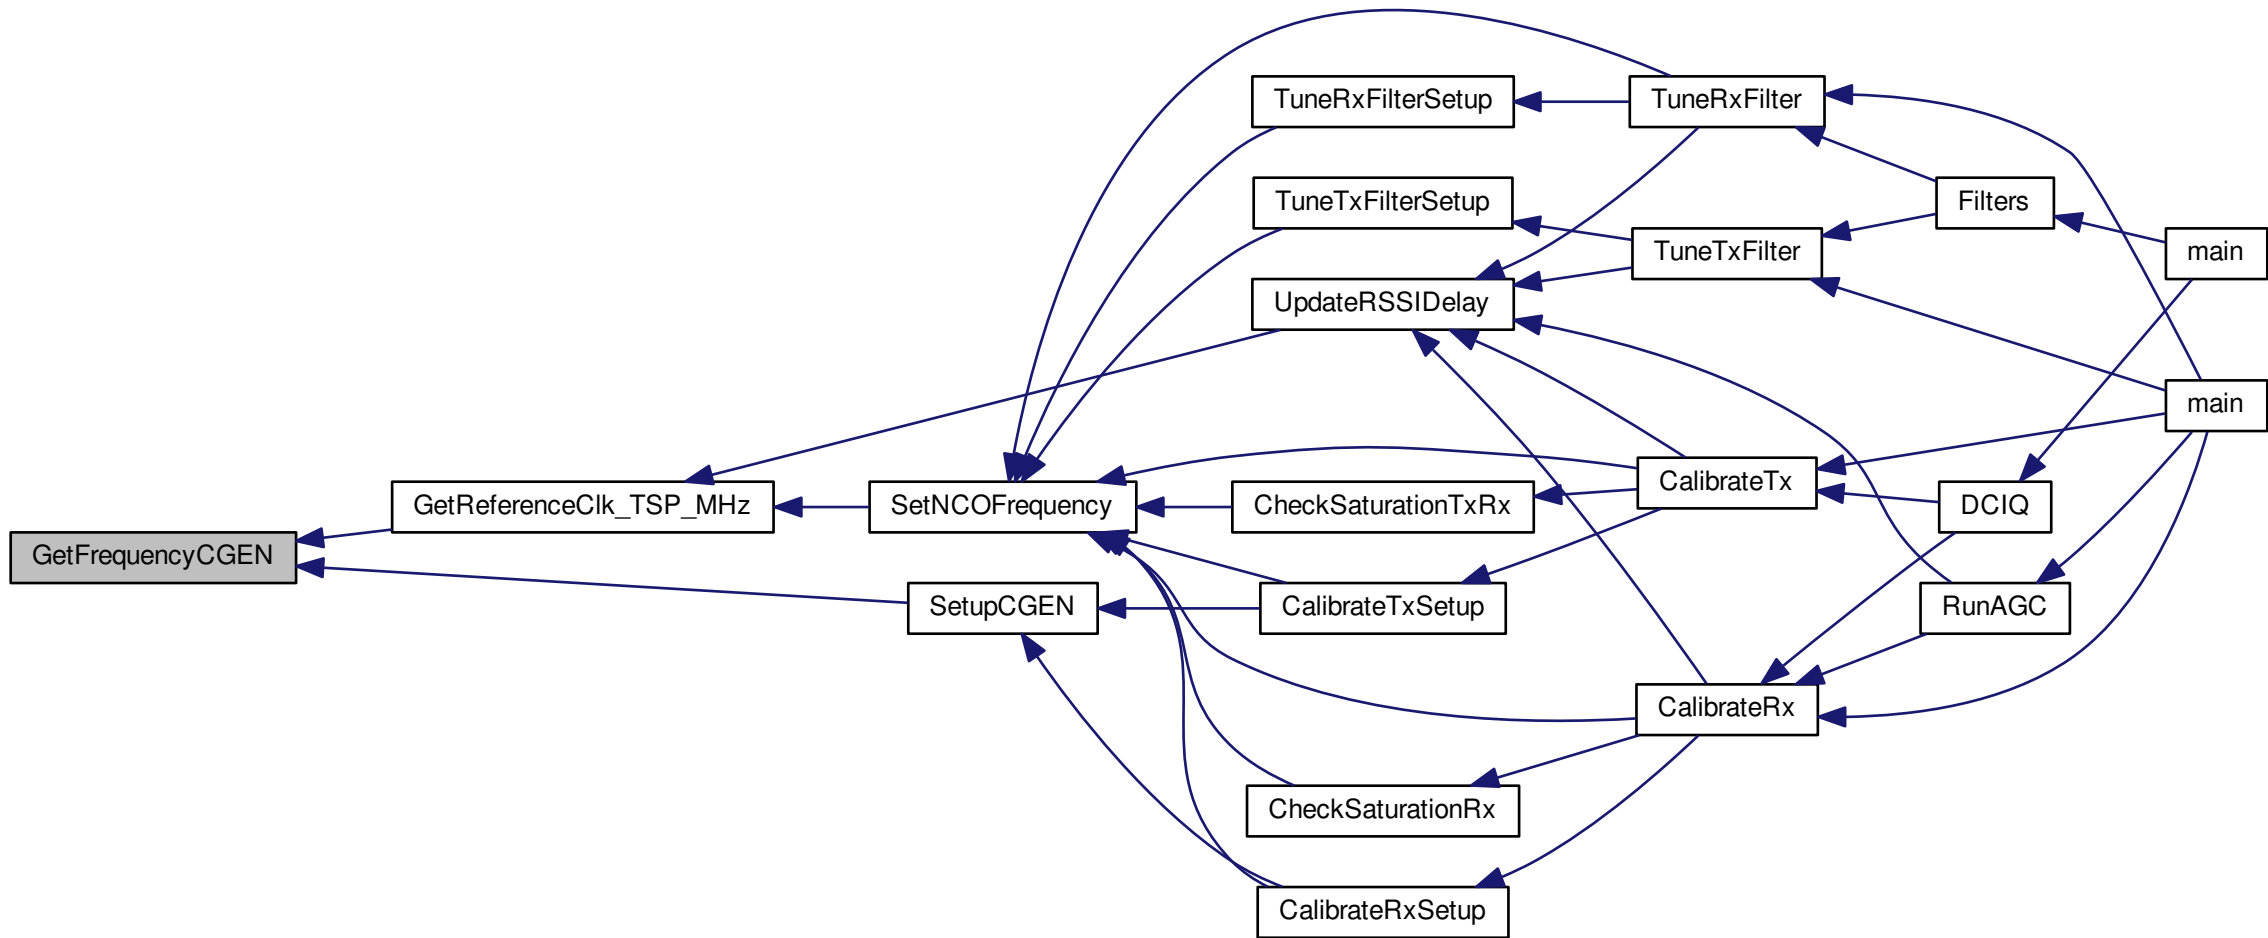 TuneRxFilterSetup
TuneRxFilter
TuneTxFilterSetup
Filters
TuneTxFilter
main
UpdateRSSIDelay
main
GetReferenceClk_TSP_MHz
SetNCOFrequency
CheckSaturationTxRx
CalibrateTx
DCIQ
GetFrequencyCGEN
SetupCGEN
CalibrateTxSetup
RunAGC
CalibrateRx
CheckSaturationRx
CalibrateRxSetup